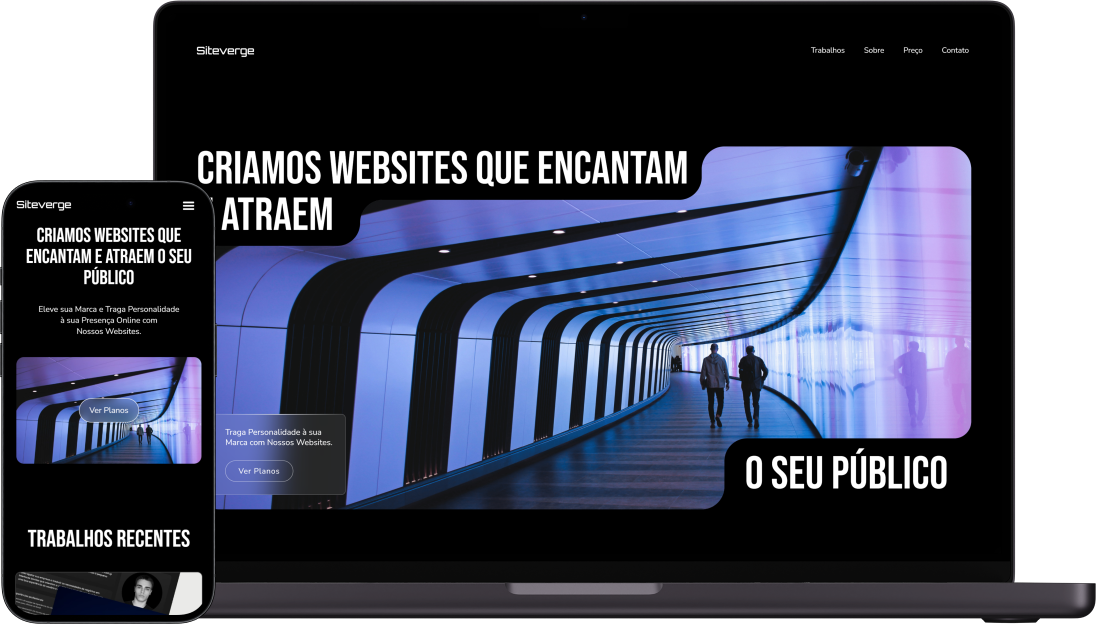 Siteverge
Trabalhos Sobre Preço Contato
CRIAMOS WEBSITES QUE ENCANTAM
ATRAEM
Traga Personalidade à sua
Marca com Nossos Websites.
Ver Planos
O SEU PÚBLICO
Siteverge
CRIAMOS WEBSITES QUE
ENCANTAM E ATRAEM O SEU
PÚBLICO
Eleve sua Marca e Traga Personalidade
à sua Presença Online com
Nossos Websites.
Ver Planos
TRABALHOS RECENTES